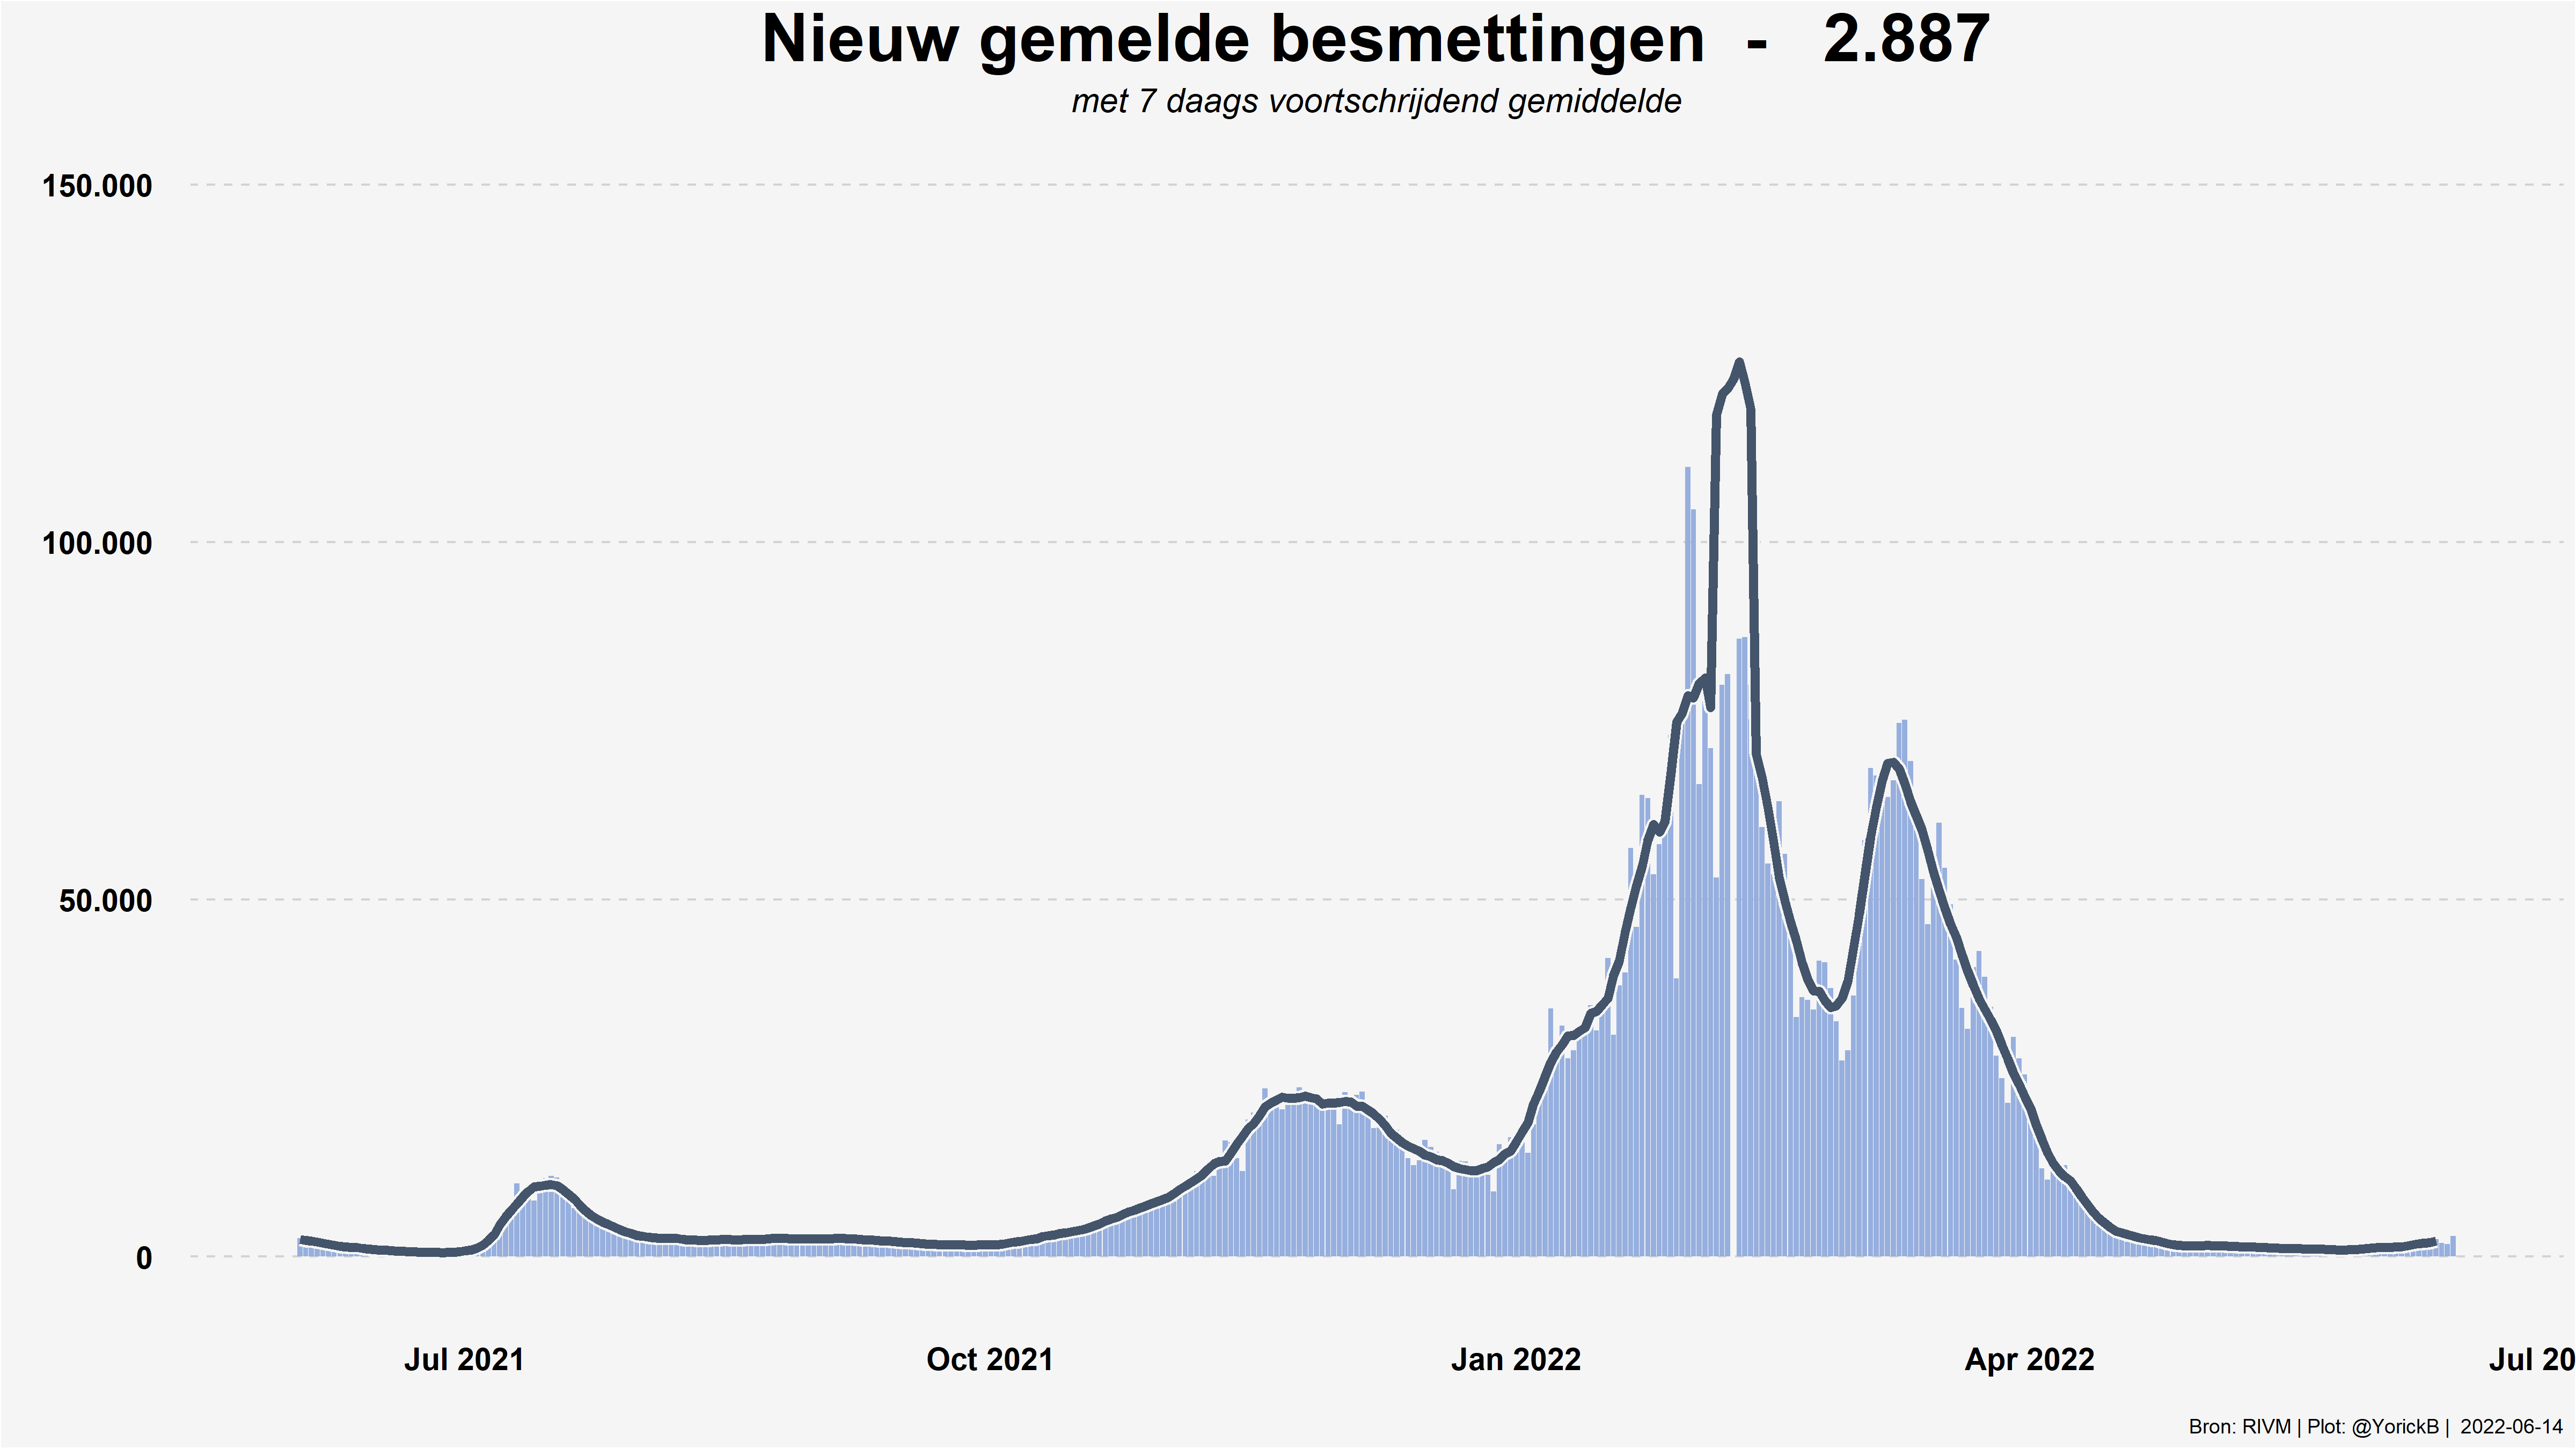 Nieuw gemelde besmettingen - 2.887
met 7 daags voortschrijdend gemiddelde
150.000
100.000
50.000
0
Jul 2021 Oct 2021 Jan 2022 Apr 2022 Jul 20
Bron: RIVM | Plot: @YorickB | 2022-06-14